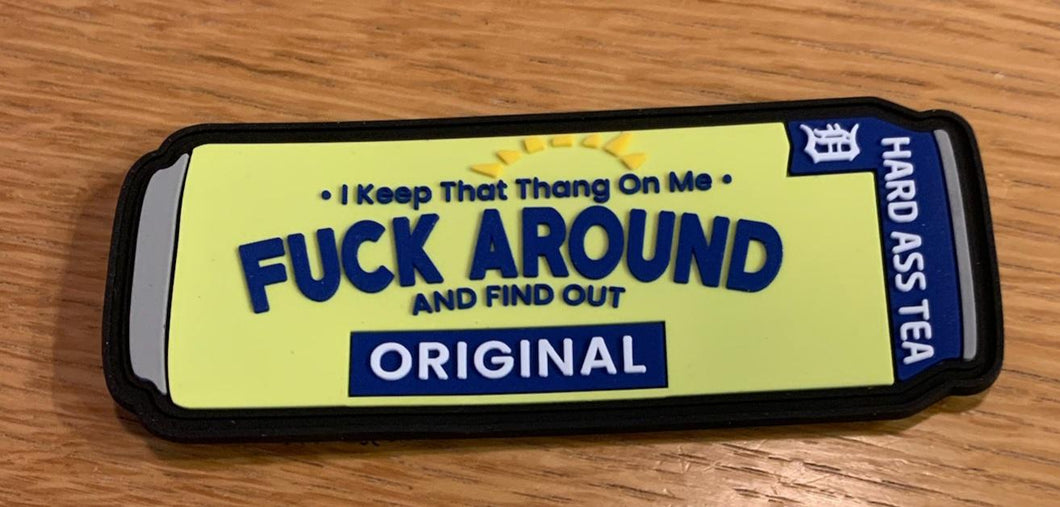 • I Keep That Thang On Me •
FUCK AROUND
AND FIND OUT
ORIGINAL
D
HARD ASS TEA